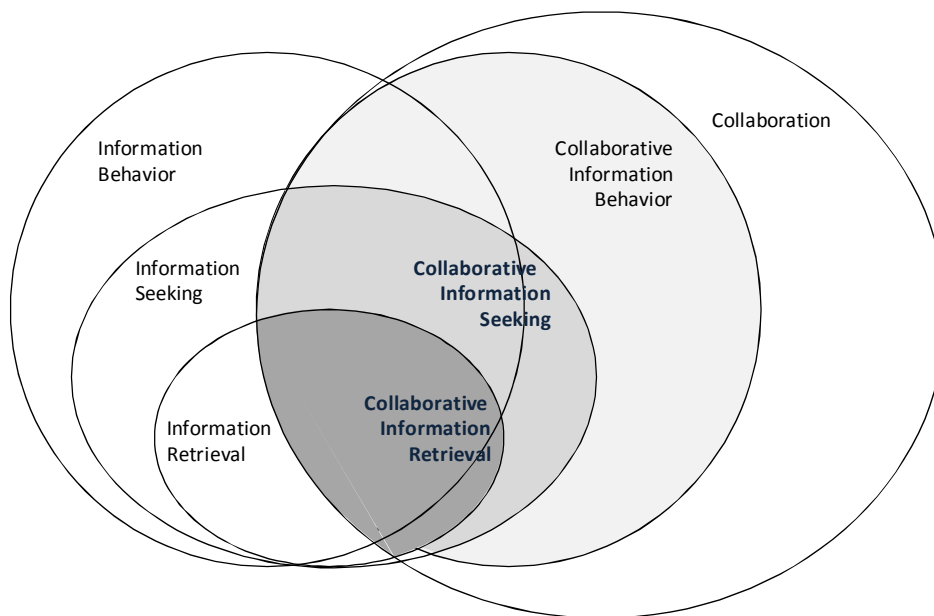 Collaboration
Information
Behavior
Collaborative
Information
Behavior
Information
Seeking
Collaborative
Information
Seeking
Information
Retrieval
Collaborative
Information
Retrieval